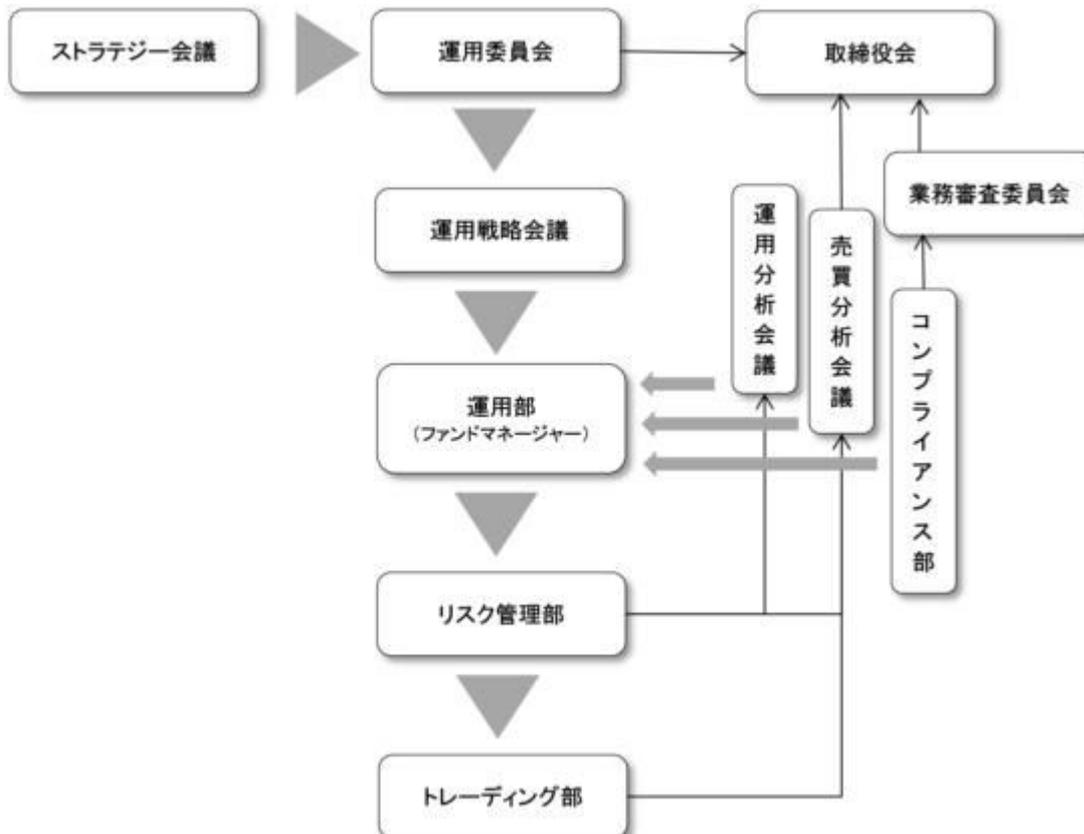 ストラテジー会議
運用委員会
取締役会
業務審査委員会
運用戦略会議
運用分析会議
売買分析会議
コンプライアンス部
運用部
（ファンドマネージャー）
リスク管理部
トレーディング部